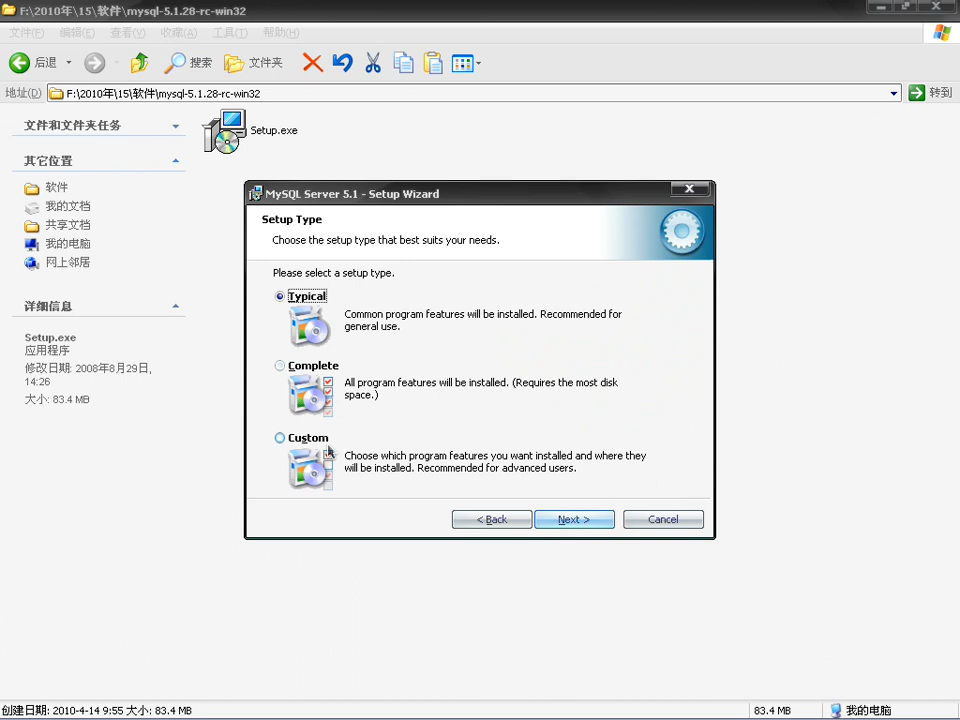 F:\2010年\15\软件\mysql-5.1.28-rc-win32
文件(F) 编辑(E) 查看(V) 收藏(A) 工具(T) 帮助(H)
后退 搜索 文件夹
地址(D) F:\2010年\15\软件\mysql-5.1.28-rc-win32 转到
文件和文件夹任务
其它位置
软件
我的文档
共享文档
我的电脑
网上邻居
详细信息
Setup.exe
应用程序
修改日期: 2008年8月29日,
14:26
大小: 83.4 MB
Setup.exe
MySQL Server 5.1 - Setup Wizard
Setup Type
Choose the setup type that best suits your needs.
Please select a setup type.
Typical
Common program features will be installed. Recommended for
general use.
Complete
All program features will be installed. (Requires the most disk
space.)
Custom
Choose which program features you want installed and where they
will be installed. Recommended for advanced users.
< Back Next > Cancel
创建日期: 2010-4-14 9:55 大小: 83.4 MB 83.4 MB 我的电脑